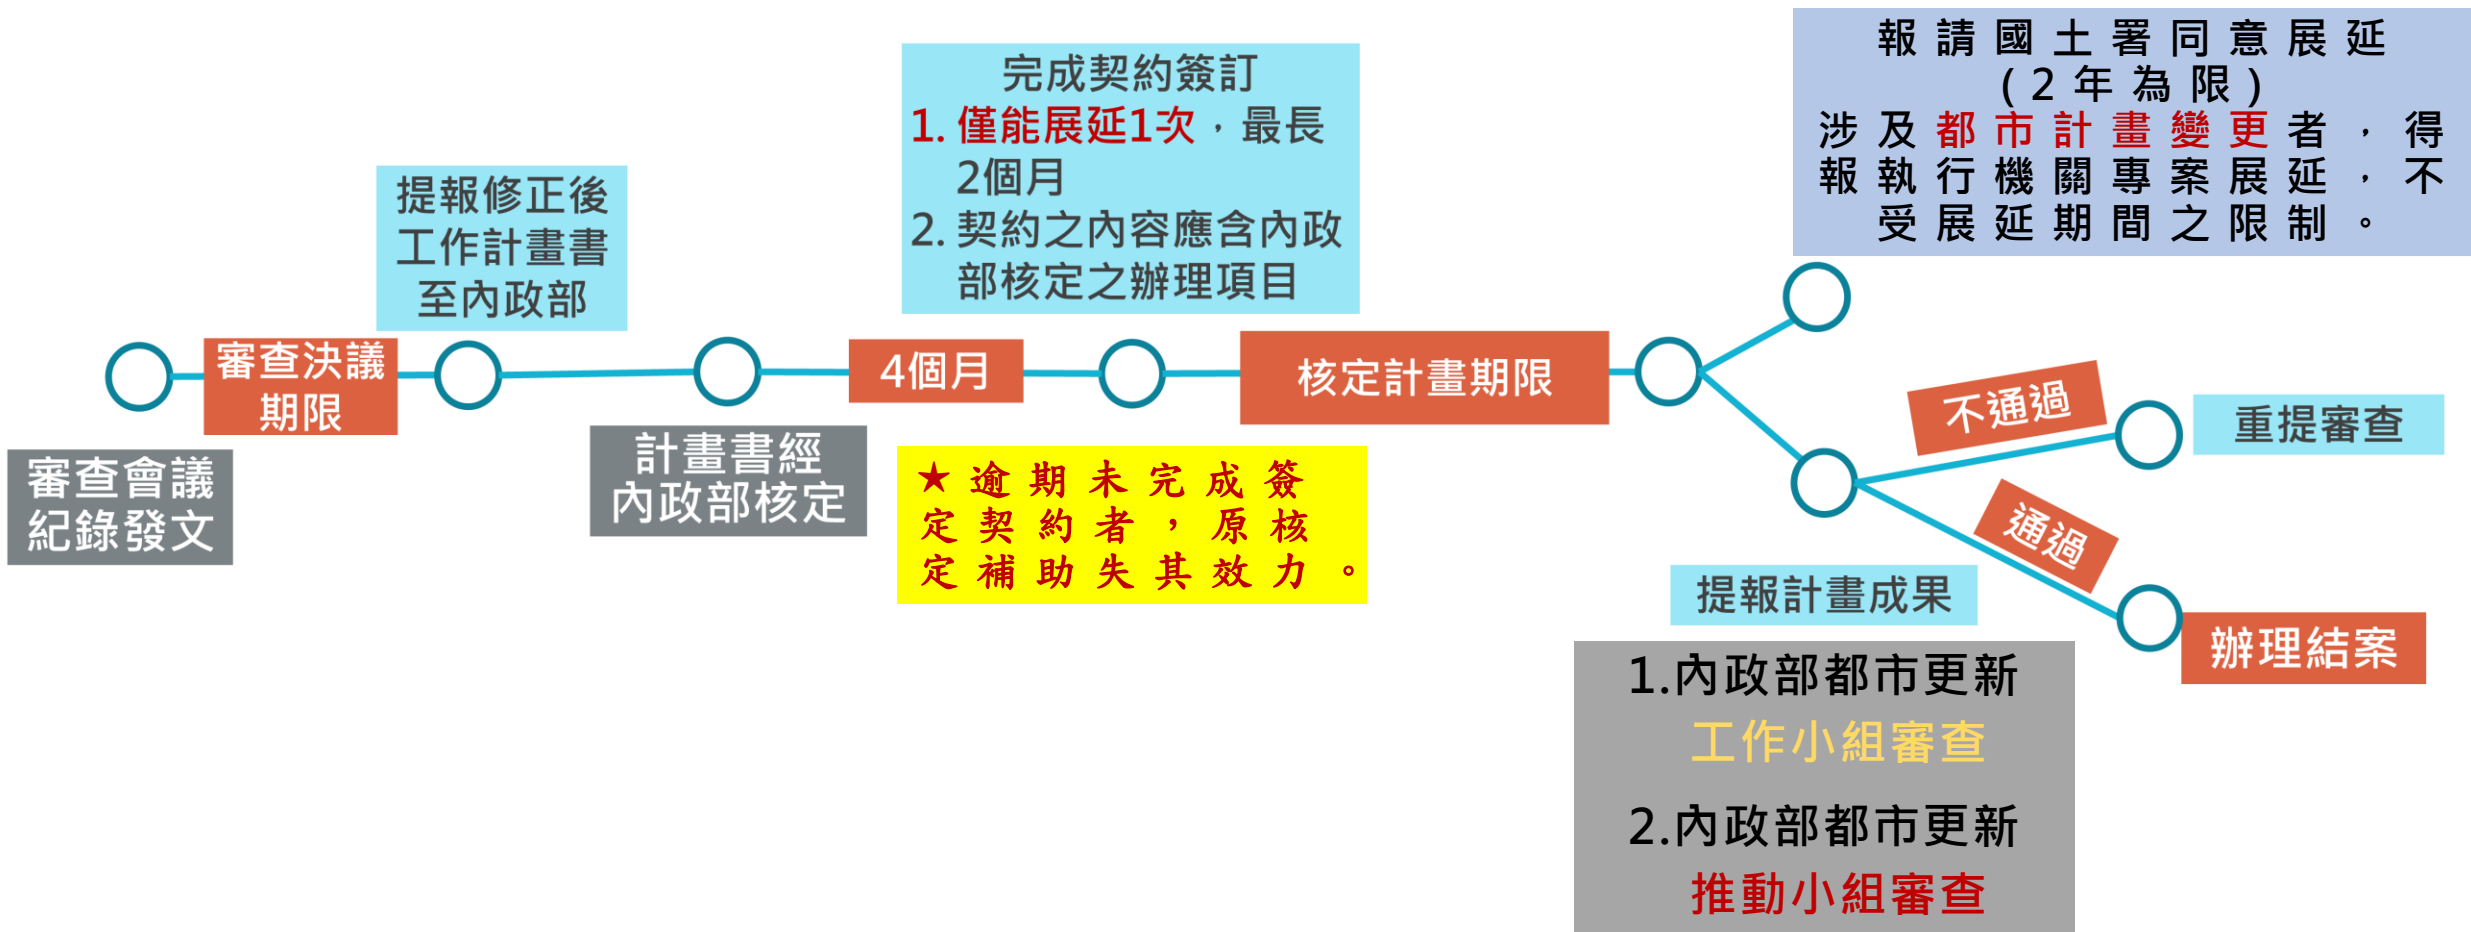 審查會議
紀錄發文
審查決議
期限
提報修正後
工作計畫書
至內政部
計畫書經
內政部核定
4個月
完成契約簽訂
1. 僅能展延1次，最長
2個月
2. 契約之內容應含內政
部核定之辦理項目
★逾期未完成簽
定契約者，原核
定補助失其效力。
核定計畫期限
報請國土署同意展延
(2年為限)
涉及都市計畫變更者，得
報執行機關專案展延，不
受展延期間之限制。
提報計畫成果
1.內政部都市更新
工作小組審查
2.內政部都市更新
推動小組審查
不通過
重提審查
通過
辦理結案